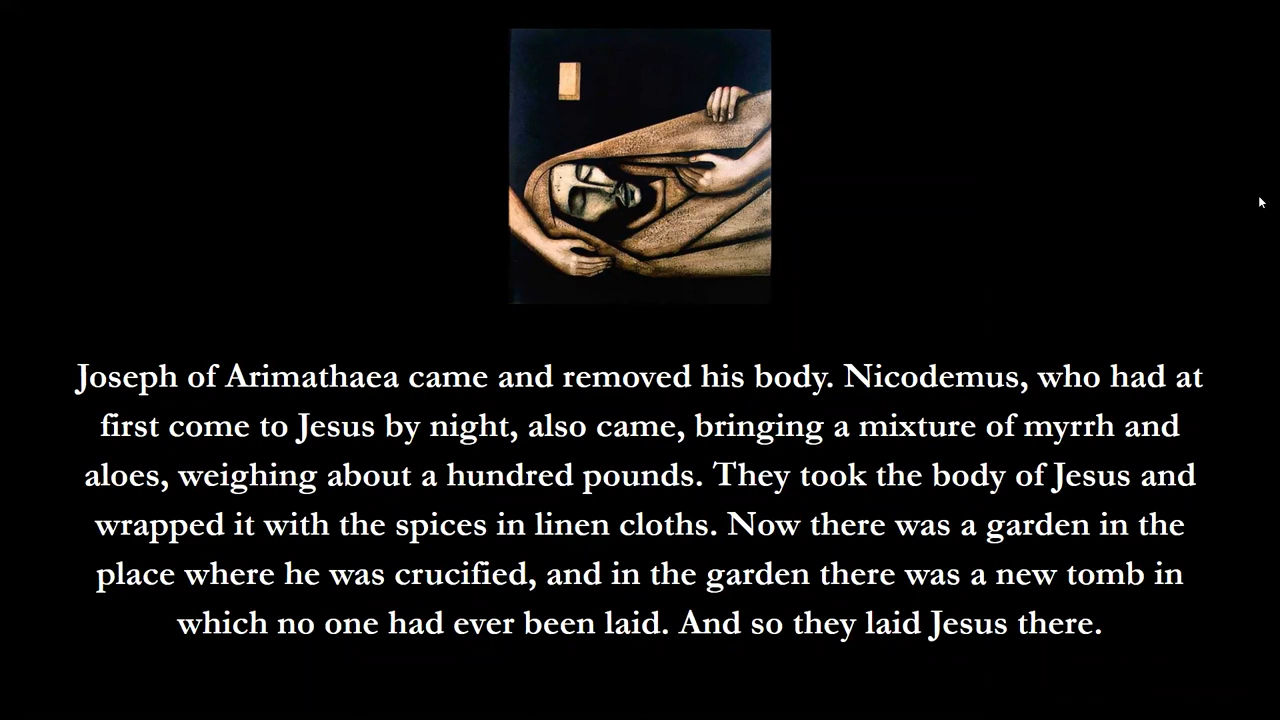 Joseph of Arimathaea came and removed his body. Nicodemus, who had at
first come to Jesus by night, also came, bringing a mixture of myrrh and
aloes, weighing about a hundred pounds. They took the body of Jesus and
wrapped it with the spices in linen cloths. Now there was a garden in the
place where he was crucified, and in the garden there was a new tomb in
which no one had ever been laid. And so they laid Jesus there.